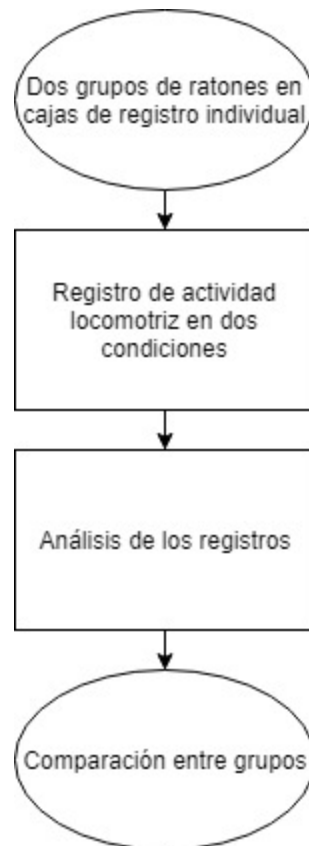 Dos grupos de ratones en
cajas de registro individual
Registro de actividad
locomotriz en dos
condiciones
Análisis de los registros
Comparación entre grupos